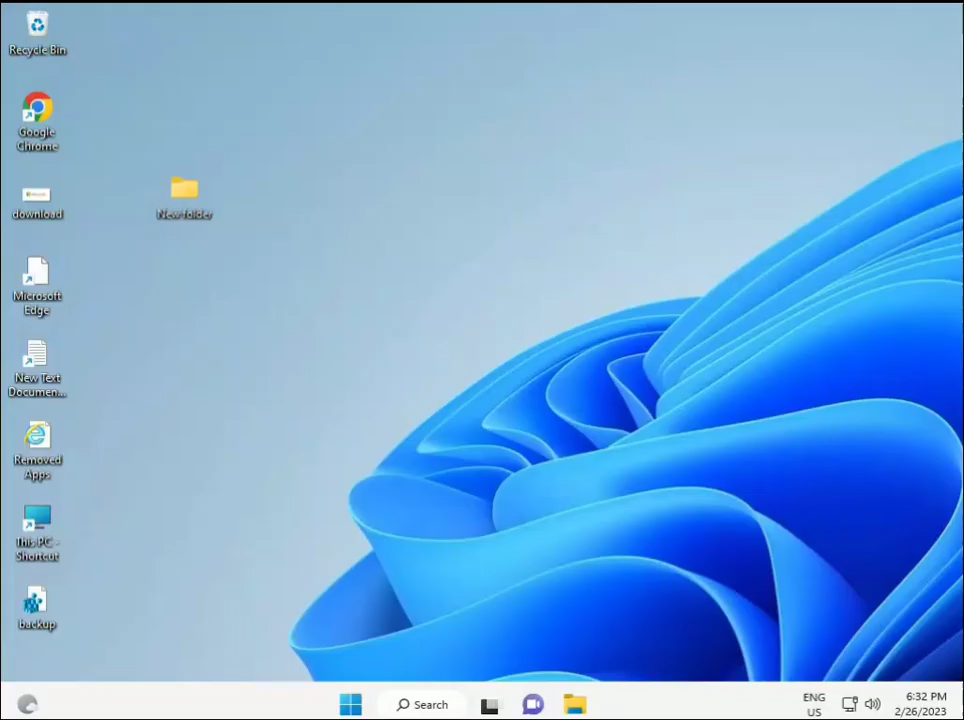 Recycle Bin
Google
Chrome
download
New folder
Microsoft
Edge
New Text
Documen...
Removed
Apps
This PC -
Shortcut
backup
Search
ENG
US
6:32 PM
2/26/2023